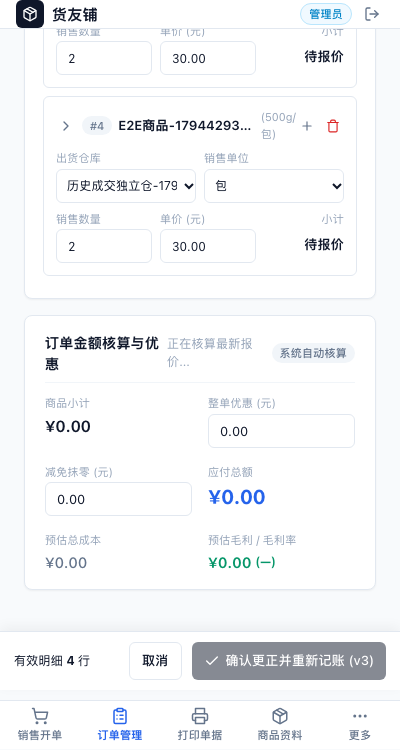 货友铺
管理员
销售数量
单价 (元)
小计
2
30.00
待报价
#4
E2E商品-17944293...
(500g/
包)
出货仓库
销售单位
历史成交独立仓-179
包
销售数量
单价 (元)
小计
2
30.00
待报价
订单金额核算与优
惠
正在核算最新报
价...
系统自动核算
商品小计
整单优惠 (元)
¥0.00
0.00
减免抹零 (元)
应付总额
0.00
¥0.00
预估总成本
预估毛利 / 毛利率
¥0.00
¥0.00 (—)
有效明细 4 行
取消
确认更正并重新记账 (v3)
销售开单
订单管理
打印单据
商品资料
更多